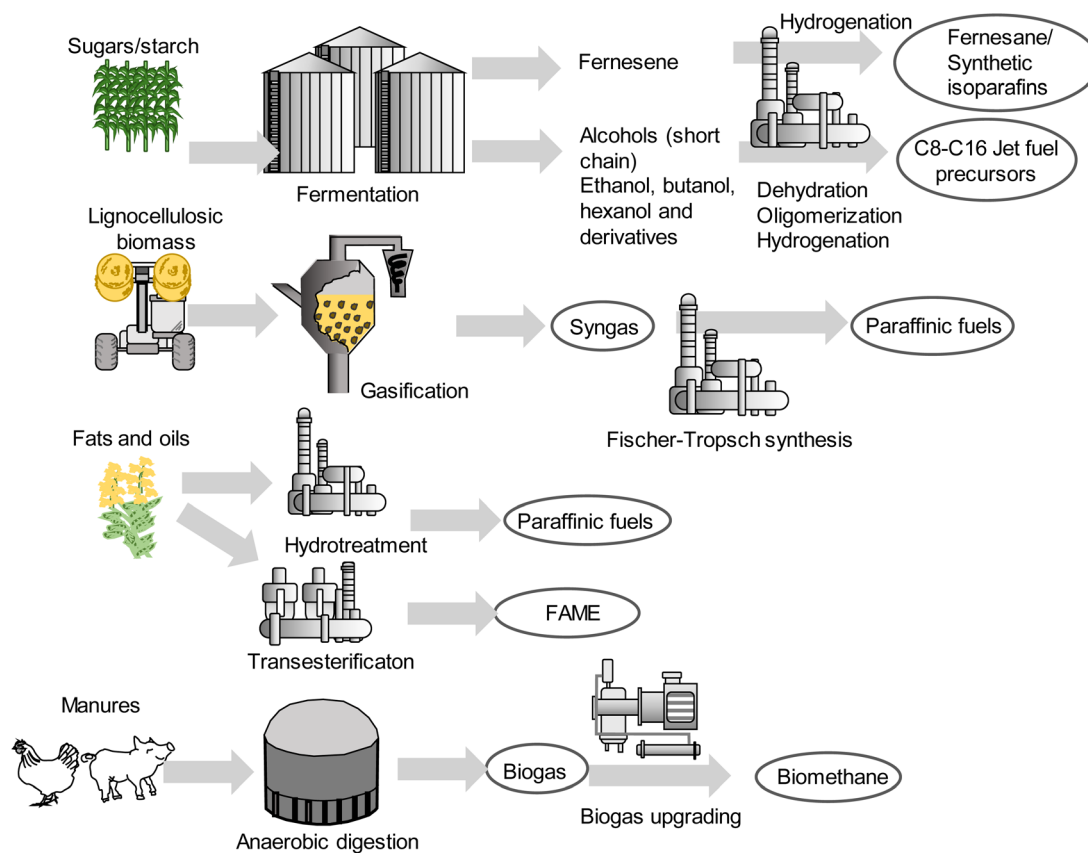 Sugars/starch
Fermentation
Fernesene
Hydrogenation
Fernesane/
Synthetic
isoparafins
Alcohols (short
chain)
Ethanol, butanol,
hexanol and
derivatives
Dehydration
Oligomerization
Hydrogenation
C8-C16 Jet fuel
precursors
Lignocellulosic
biomass
Gasification
Syngas
Fischer-Tropsch synthesis
Paraffinic fuels
Fats and oils
Hydrotreatment
Paraffinic fuels
Transesterificaton
FAME
Manures
Anaerobic digestion
Biogas
Biogas upgrading
Biomethane